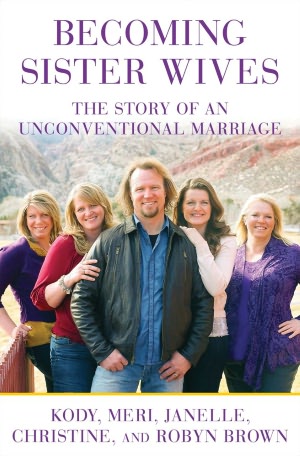 BECOMING
SISTER WIVES
THE STORY OF AN
UNCONVENTIONAL MARRIAGE
KODY, MERI, JANELLE,
CHRISTINE, AND ROBYN BROWN